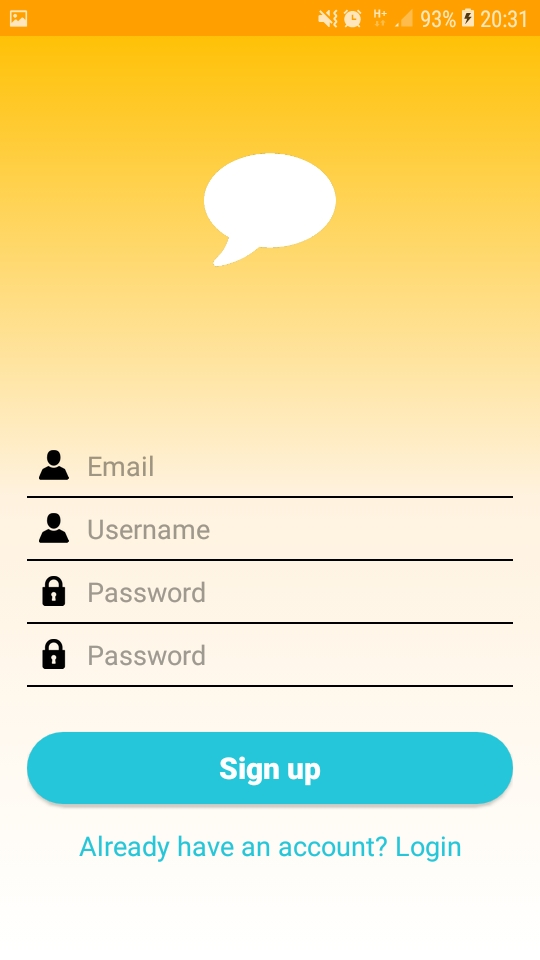 H+ 93% 20:31
Email
Username
Password
Password
Sign up
Already have an account? Login